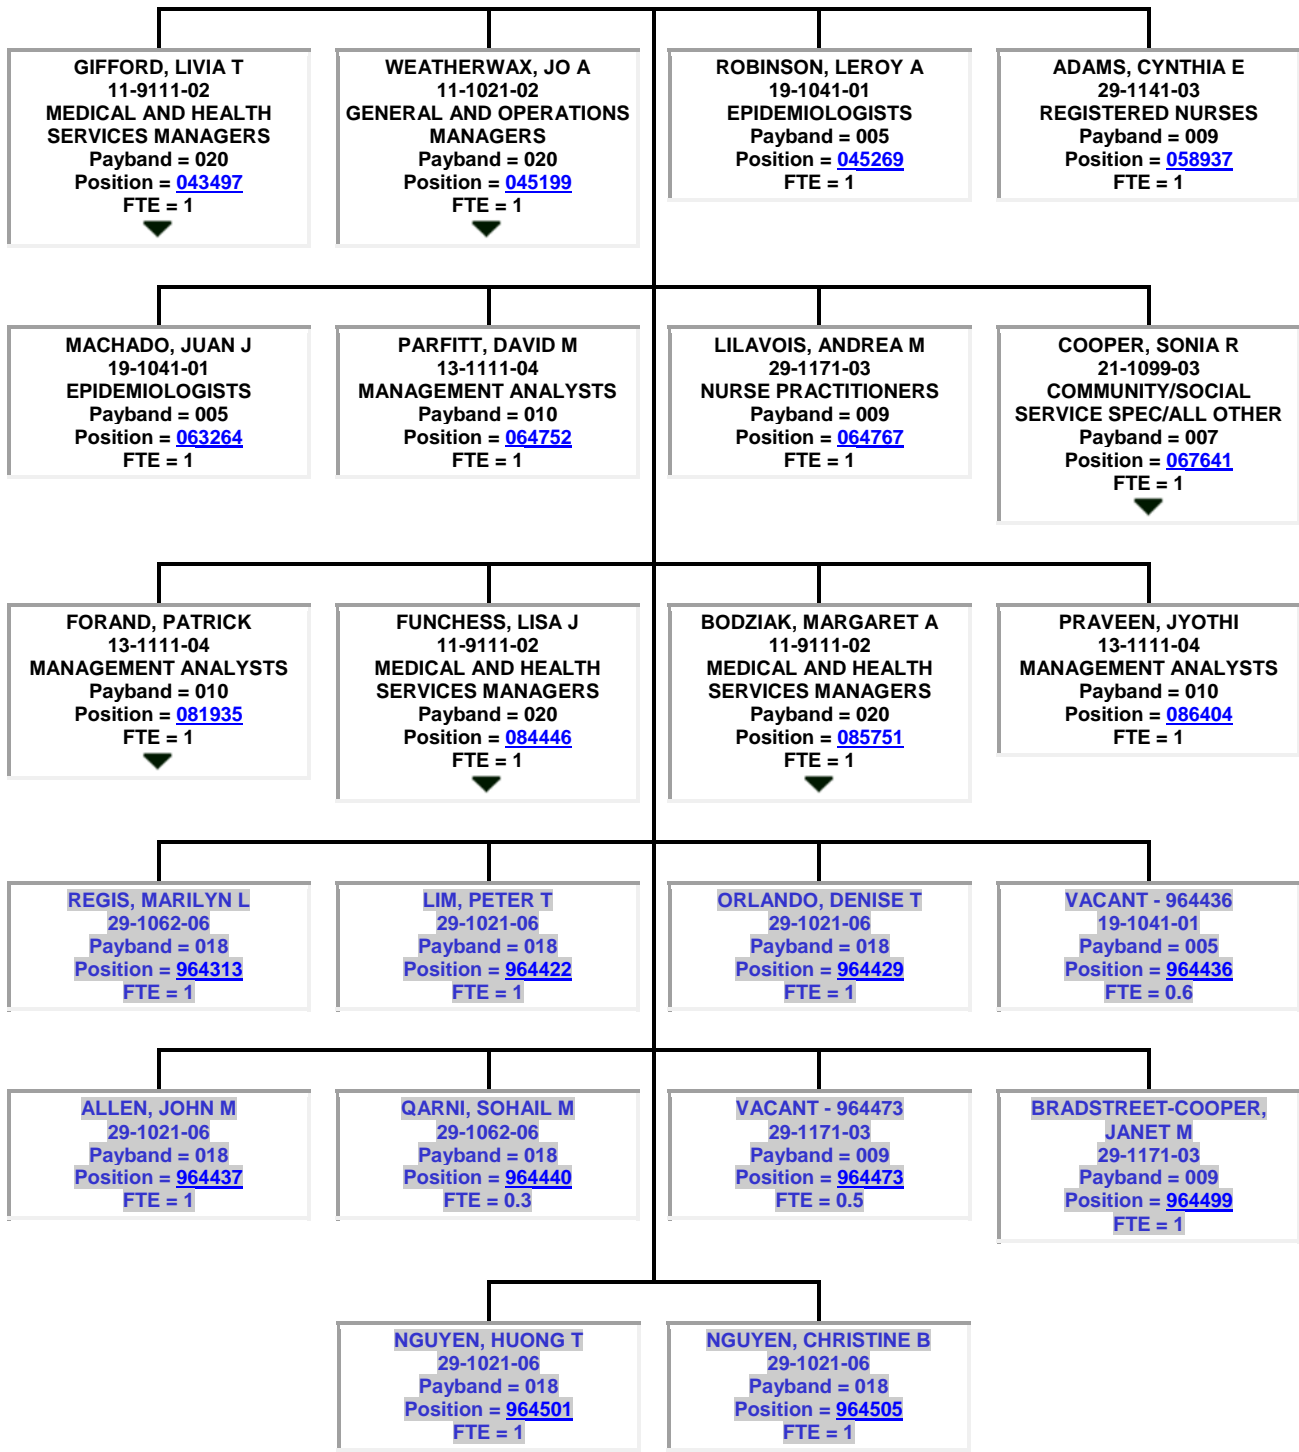 GIFFORD, LIVIA T
11-9111-02
MEDICAL AND HEALTH
SERVICES MANAGERS
Payband = 020
Position = 043497
FTE = 1
WEATHERWAX, JO A
11-1021-02
GENERAL AND OPERATIONS
MANAGERS
Payband = 020
Position = 045199
FTE = 1
ROBINSON, LEROY A
19-1041-01
EPIDEMIOLOGISTS
Payband = 005
Position = 045269
FTE = 1
ADAMS, CYNTHIA E
29-1141-03
REGISTERED NURSES
Payband = 009
Position = 058937
FTE = 1
MACHADO, JUAN J
19-1041-01
EPIDEMIOLOGISTS
Payband = 005
Position = 063264
FTE = 1
PARFITT, DAVID M
13-1111-04
MANAGEMENT ANALYSTS
Payband = 010
Position = 064752
FTE = 1
LILAVOIS, ANDREA M
29-1171-03
NURSE PRACTITIONERS
Payband = 009
Position = 064767
FTE = 1
COOPER, SONIA R
21-1099-03
COMMUNITY/SOCIAL
SERVICE SPEC/ALL OTHER
Payband = 007
Position = 067641
FTE = 1
FORAND, PATRICK
13-1111-04
MANAGEMENT ANALYSTS
Payband = 010
Position = 081935
FTE = 1
FUNCHESS, LISA J
11-9111-02
MEDICAL AND HEALTH
SERVICES MANAGERS
Payband = 020
Position = 084446
FTE = 1
BODZIAK, MARGARET A
11-9111-02
MEDICAL AND HEALTH
SERVICES MANAGERS
Payband = 020
Position = 085751
FTE = 1
PRAVEEN, JYOTHI
13-1111-04
MANAGEMENT ANALYSTS
Payband = 010
Position = 086404
FTE = 1
REGIS, MARILYN L
29-1062-06
Payband = 018
Position = 964313
FTE = 1
LIM, PETER T
29-1021-06
Payband = 018
Position = 964422
FTE = 1
ORLANDO, DENISE T
29-1021-06
Payband = 018
Position = 964429
FTE = 1
VACANT - 964436
19-1041-01
Payband = 005
Position = 964436
FTE = 0.6
ALLEN, JOHN M
29-1021-06
Payband = 018
Position = 964437
FTE = 1
QARNI, SOHAIL M
29-1062-06
Payband = 018
Position = 964440
FTE = 0.3
VACANT - 964473
29-1171-03
Payband = 009
Position = 964473
FTE = 0.5
BRADSTREET-COOPER,
JANET M
29-1171-03
Payband = 009
Position = 964499
FTE = 1
NGUYEN, HUONG T
29-1021-06
Payband = 018
Position = 964501
FTE = 1
NGUYEN, CHRISTINE B
29-1021-06
Payband = 018
Position = 964505
FTE = 1